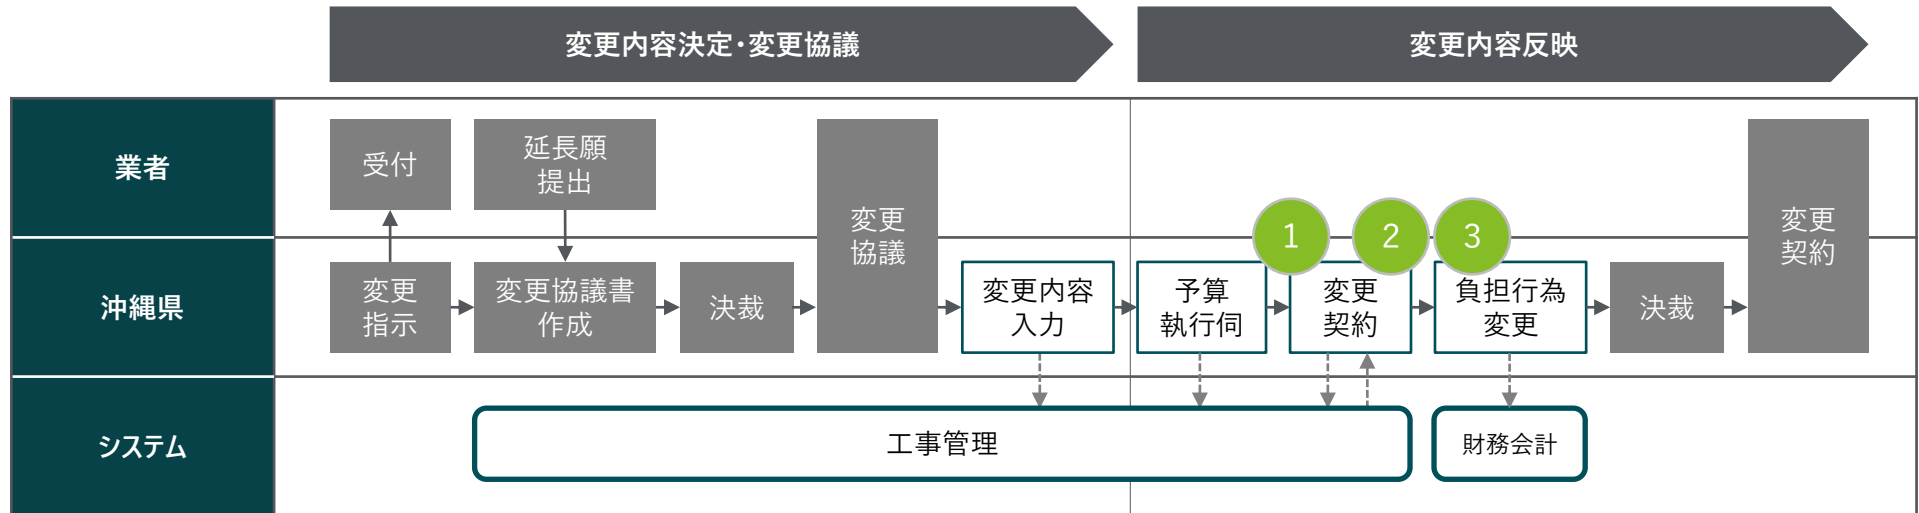 変更内容決定・変更協議
変更内容反映
業者
受付
延長願
提出
変更
協議
変更
契約
1
2
3
沖縄県
変更
指示
変更協議書
作成
決裁
変更内容
入力
予算
執行伺
変更
契約
負担行為
変更
決裁
システム
工事管理
財務会計